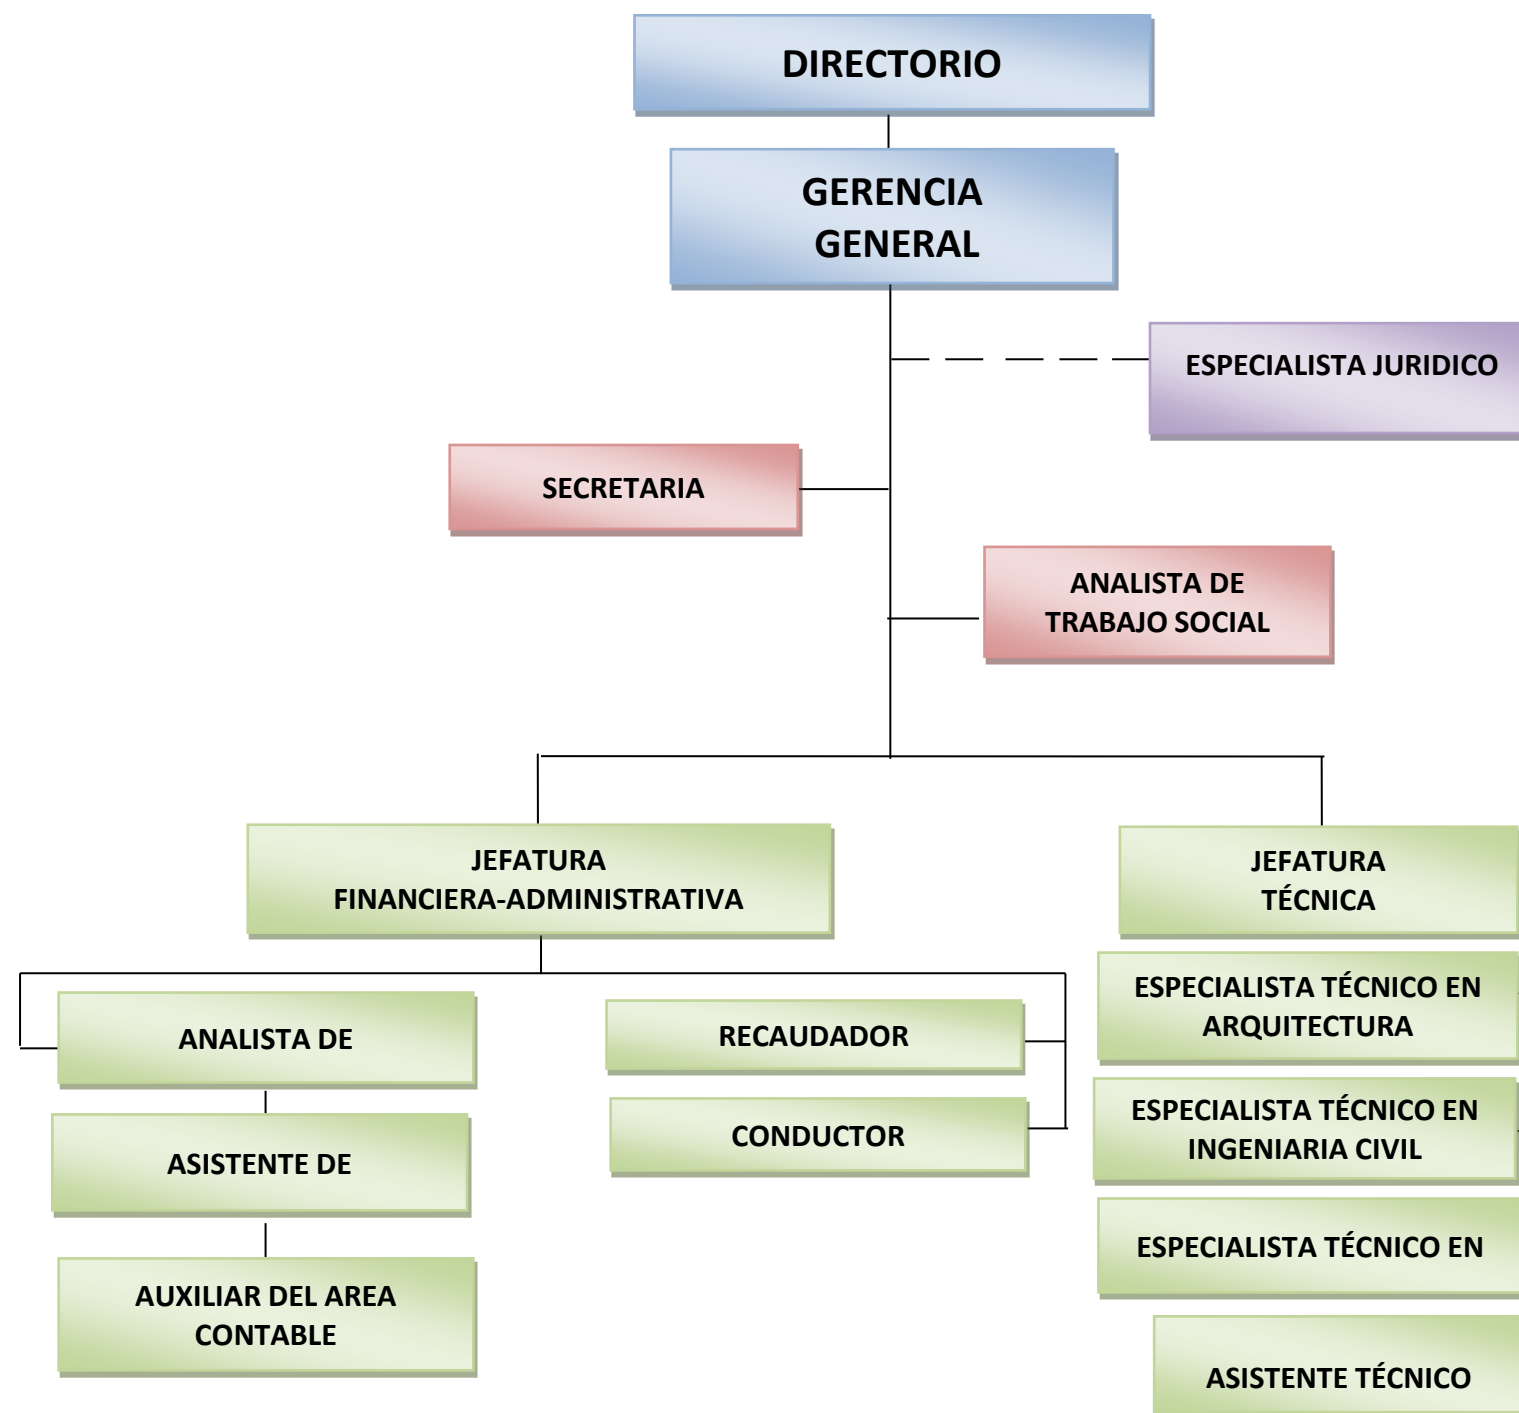 DIRECTORIO
GERENCIA
GENERAL
ESPECIALISTA JURIDICO
SECRETARIA
ANALISTA DE
TRABAJO SOCIAL
JEFATURA
FINANCIERA-ADMINISTRATIVA
JEFATURA
TÉCNICA
ANALISTA DE
ASISTENTE DE
AUXILIAR DEL AREA
CONTABLE
RECAUDADOR
CONDUCTOR
ESPECIALISTA TÉCNICO EN
ARQUITECTURA
ESPECIALISTA TÉCNICO EN
INGENIARIA CIVIL
ESPECIALISTA TÉCNICO EN
ASISTENTE TÉCNICO